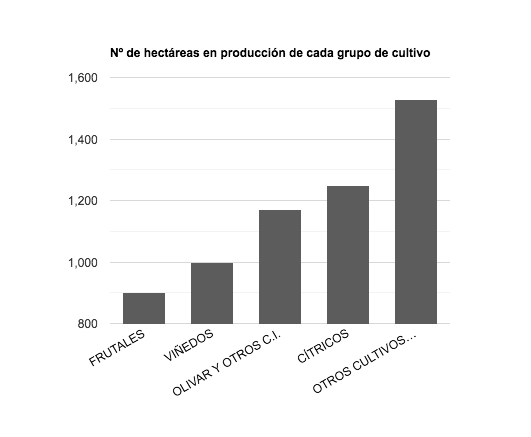 Nº de hectáreas en producción de cada grupo de cultivo
1,600
1,400
1,200
1,000
800
FRUTALES
VIÑEDOS
OLIVAR Y OTROS C.I.
CÍTRICOS
OTROS CULTIVOS...